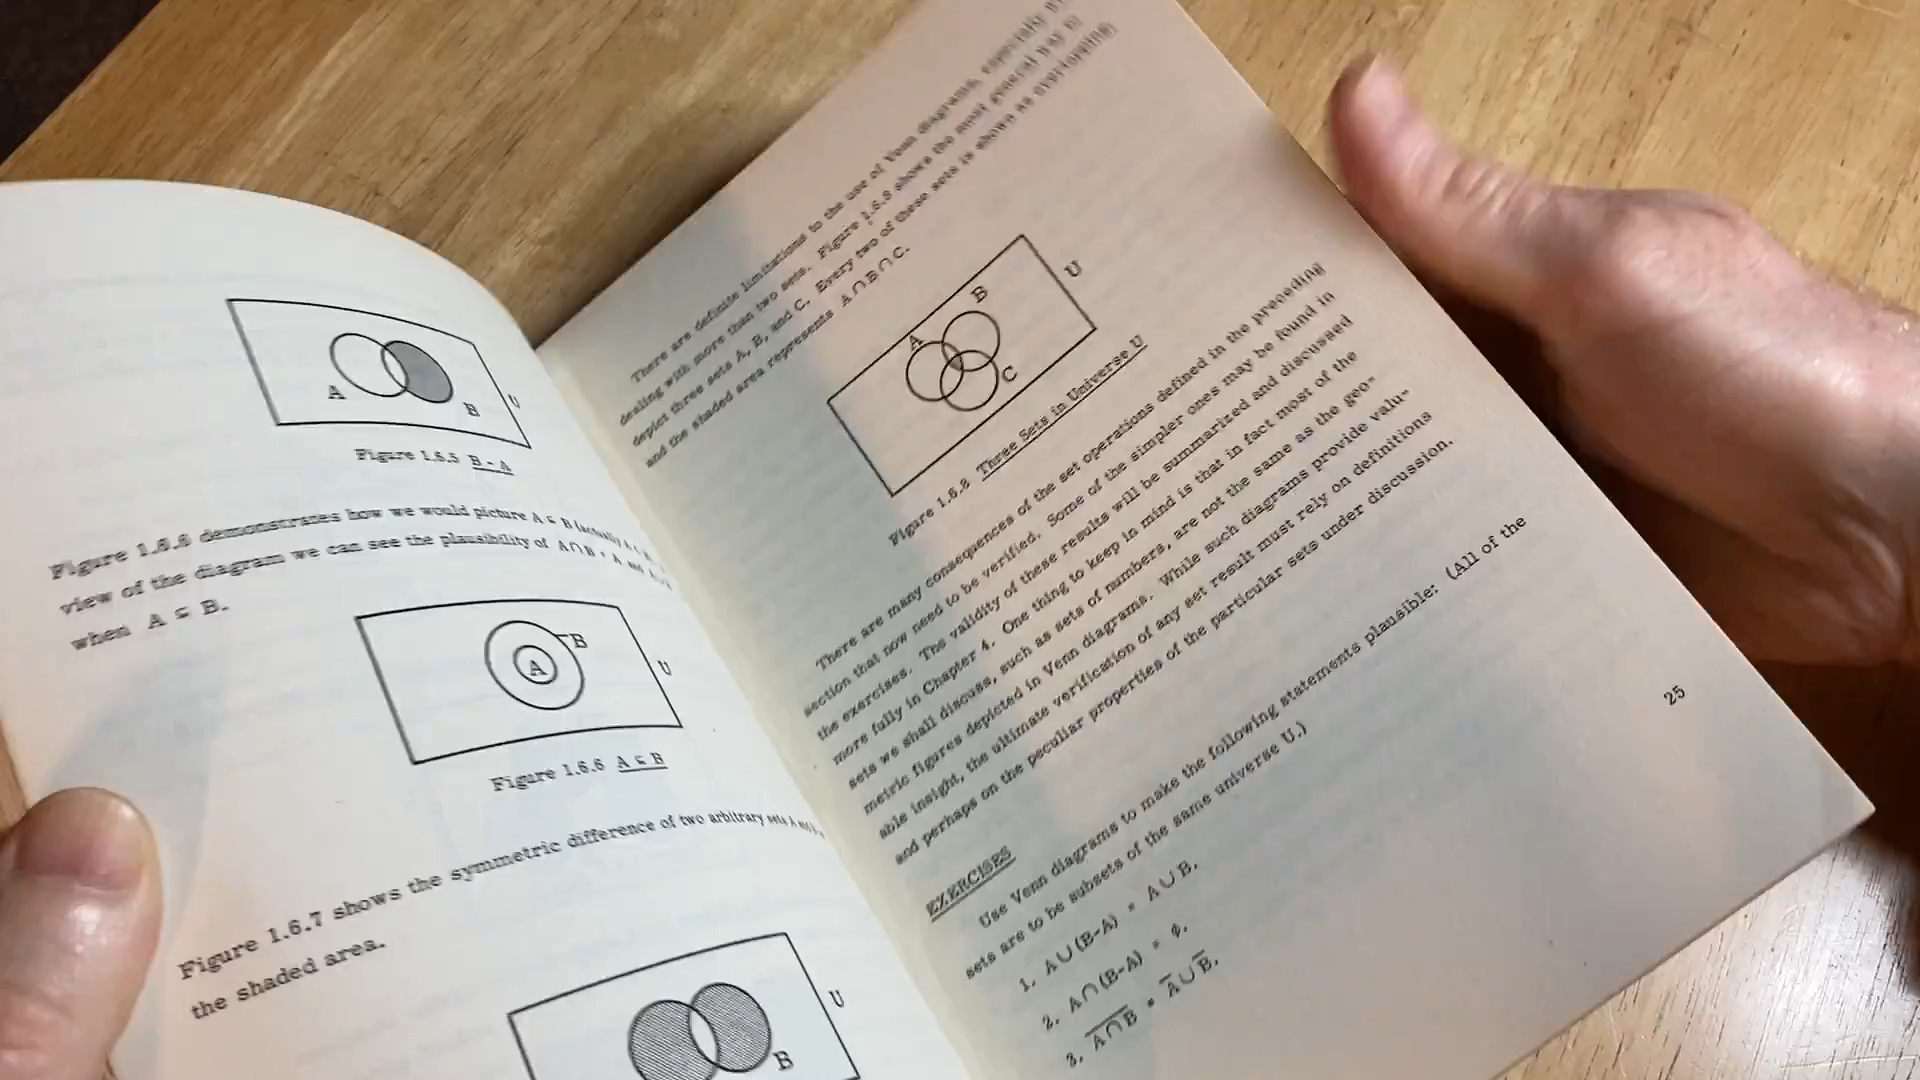 A
B
U
Figure 1.6.5 B - A
Figure 1.6.6 demonstrates how we would picture A ⊆ B (actually
view of the diagram we can see the plausibility of A∩B = A and
when A ⊆ B.
A
B
U
Figure 1.6.6 A ⊆ B
Figure 1.6.7 shows the symmetric difference of two arbitrary sets A and
the shaded area.
U
B
There are definite limitations to the use of Venn diagrams, especially
dealing with more than two sets. Figure 1.6.8 shows the most general way to
depict three sets A, B, and C. Every two of these sets is shown as overlapping
and the shaded area represents A∩B∩C.
A
B
C
U
Figure 1.6.8 Three Sets in Universe U
There are many consequences of the set operations defined in the preceding
section that now need to be verified. Some of the simpler ones may be found in
the exercises. The validity of these results will be summarized and discussed
more fully in Chapter 4. One thing to keep in mind is that in fact most of the
sets we shall discuss, such as sets of numbers, are not the same as the geo-
metric figures depicted in Venn diagrams. While such diagrams provide valu-
able insight, the ultimate verification of any set result must rely on definitions
and perhaps on the peculiar properties of the particular sets under discussion.
EXERCISES
Use Venn diagrams to make the following statements plausible: (All of the
sets are to be subsets of the same universe U.)
1. A∪(B-A) = A∪B.
2. A∩(B-A) = ϕ.
3. A̅∩̅B̅ = A̅∪B̅.
25